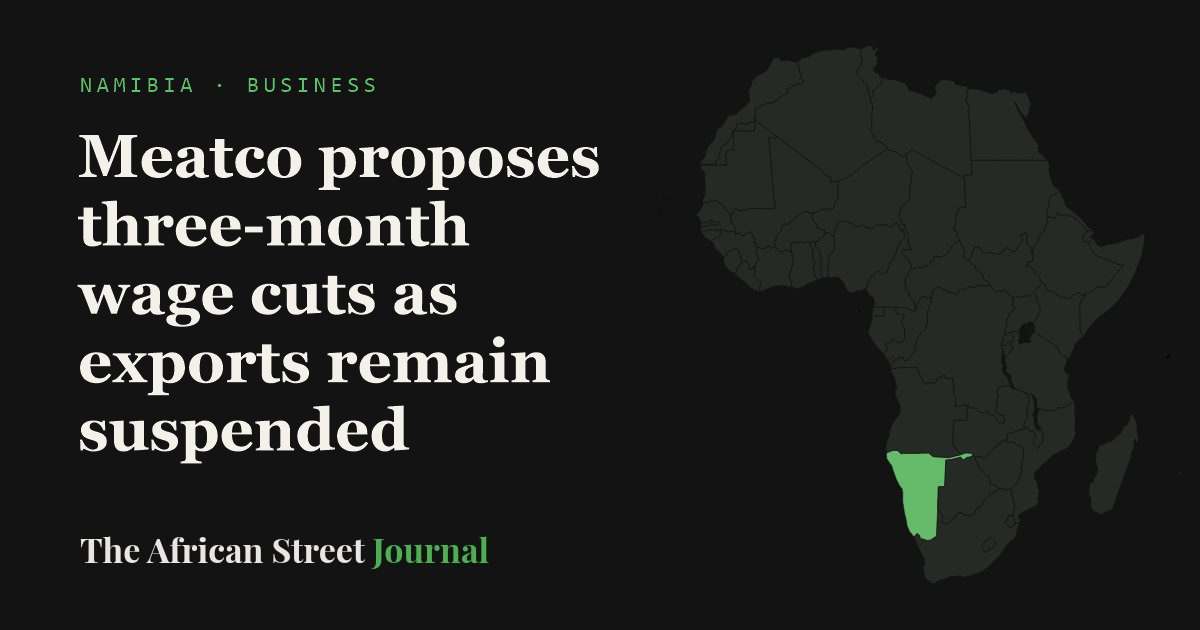 NAMIBIA · BUSINESS
Meatco proposes
three-month
wage cuts as
exports remain
suspended
The African Street Journal